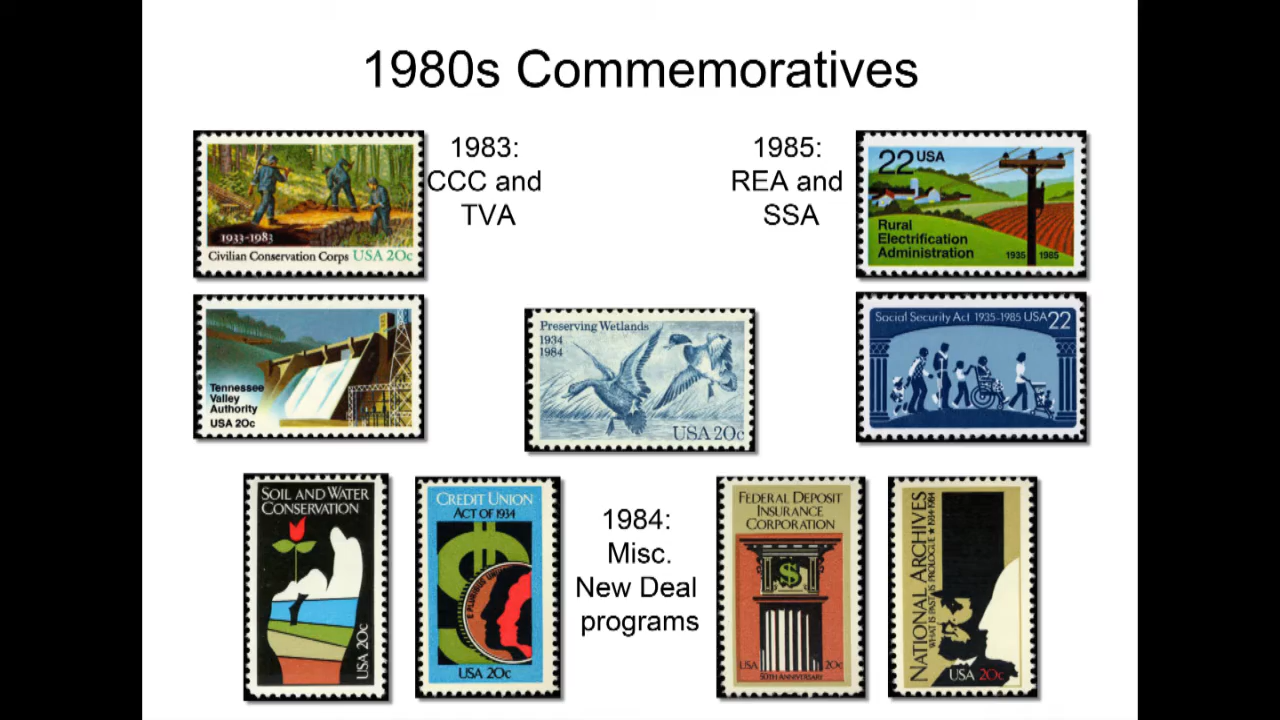 1980s Commemoratives
1983:
CCC and
TVA
1985:
REA and
SSA
1933-1983
Civilian Conservation Corps USA 20c
22 USA
Rural
Electrification
Administration
1935 1985
Tennessee
Valley
Authority
USA 20c
Preserving Wetlands
1934
1984
USA 20c
Social Security Act 1935-1985 USA 22
SOIL AND WATER
CONSERVATION
USA 20c
CREDIT UNION
ACT OF 1934
E PLURIBUS UNUM
USA 20c
1984:
Misc.
New Deal
programs
FEDERAL DEPOSIT
INSURANCE
CORPORATION
$
USA 20c
50TH ANNIVERSARY
NATIONAL ARCHIVES
WHAT IS PAST IS PROLOGUE ★ 1934-1984
USA 20c